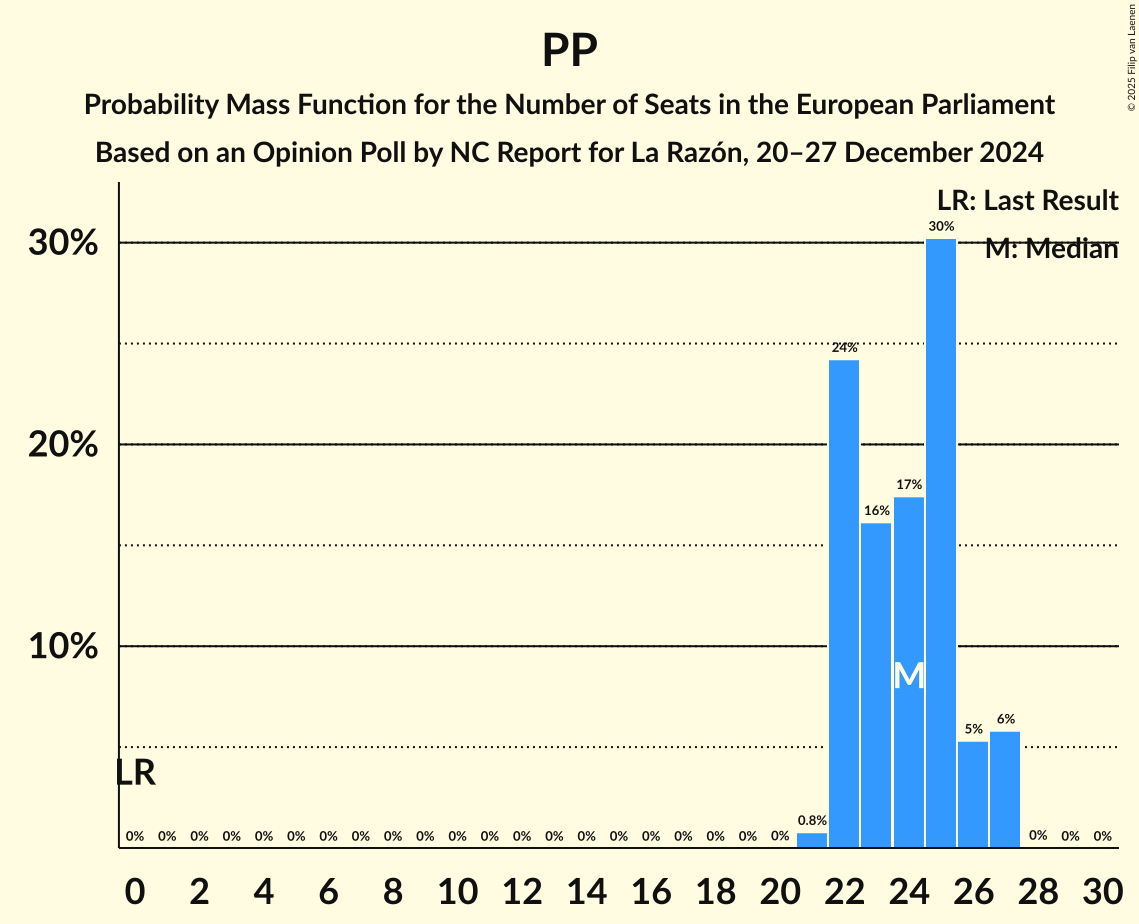 PP
Probability Mass Function for the Number of Seats in the European Parliament
Based on an Opinion Poll by NC Report for La Razón, 20–27 December 2024
© 2025 Filip van Laenen
LR: Last Result
M: Median
30%
20%
10%
30%
24%
17%
16%
6%
5%
0.8%
M
LR
0% 0% 0% 0% 0% 0% 0% 0% 0% 0% 0% 0% 0% 0% 0% 0% 0% 0% 0% 0% 0% 0% 0% 0%
0 2 4 6 8 10 12 14 16 18 20 22 24 26 28 30